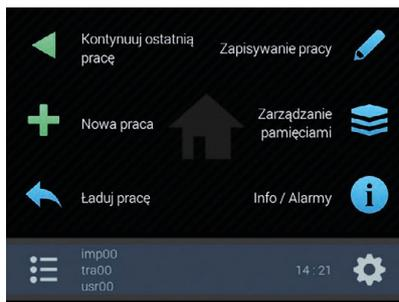 Kontynuuj ostatnią
pracę
Zapisywanie pracy
Nowa praca
Zarządzanie
pamięciami
Ładuj pracę
Info / Alarmy
imp00
tra00
usr00
14 : 21